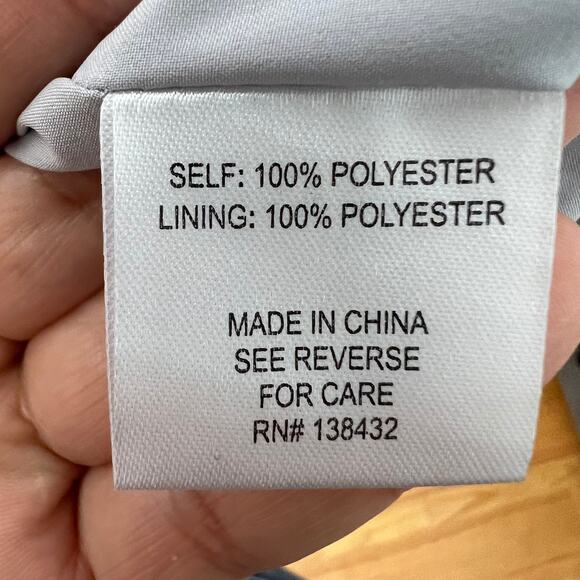 SELF: 100% POLYESTER
LINING: 100% POLYESTER
MADE IN CHINA
SEE REVERSE
FOR CARE
RN# 138432